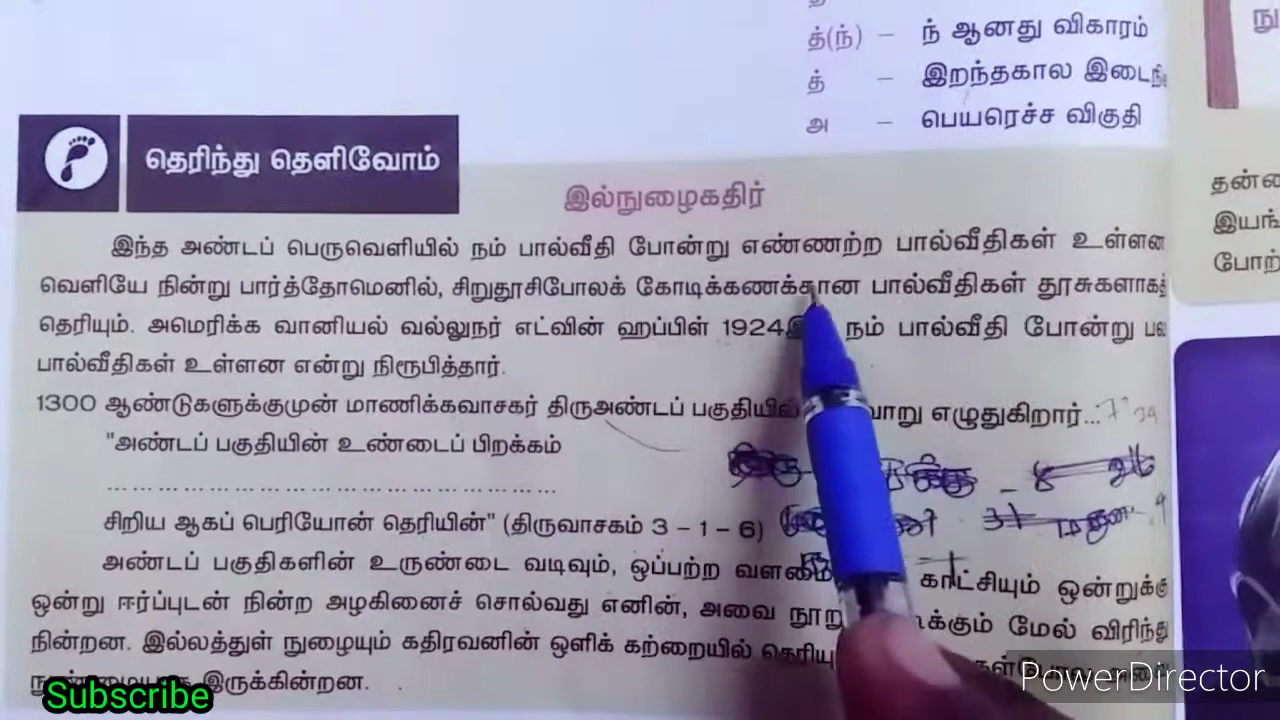 த்(ந்) – ந் ஆனது விகாரம்
த் – இறந்தகால
அ – பெயரெச்ச விகுதி
தெரிந்து தெளிவோம்
இல்நுழைகதிர்
இந்த அண்டப் பெருவெளியில் நம் பால்வீதி போன்று எண்ணற்ற பால்வீதிகள் உள்ளன
வெளியே நின்று பார்த்தோமெனில், சிறுதூசிபோலக் கோடிக்கணக்கான பால்வீதிகள் தூசுகளாகத்
தெரியும். அமெரிக்க வானியல் வல்லுநர் எட்வின் ஹப்பிள் 1924இல் நம் பால்வீதி போன்று பல
பால்வீதிகள் உள்ளன என்று நிரூபித்தார்.
1300 ஆண்டுகளுக்குமுன் மாணிக்கவாசகர் திருஅண்டப் பகுதியில் எழுதுகிறார்...
"அண்டப் பகுதியின் உண்டைப் பிறக்கம்
........................................
சிறிய ஆகப் பெரியோன் தெரியின்" (திருவாசகம் 3 – 1 – 6)
அண்டப் பகுதிகளின் உருண்டை வடிவும், ஒப்பற்ற காட்சியும் ஒன்றுக்கு
ஒன்று ஈர்ப்புடன் நின்ற அழகினைச் சொல்வது எனின், அவை மேல் விரிந்து
நின்றன. இல்லத்துள் நுழையும் கதிரவனின் ஒளிக் கற்றையில்
இருக்கின்றன.
Subscribe
PowerDirector